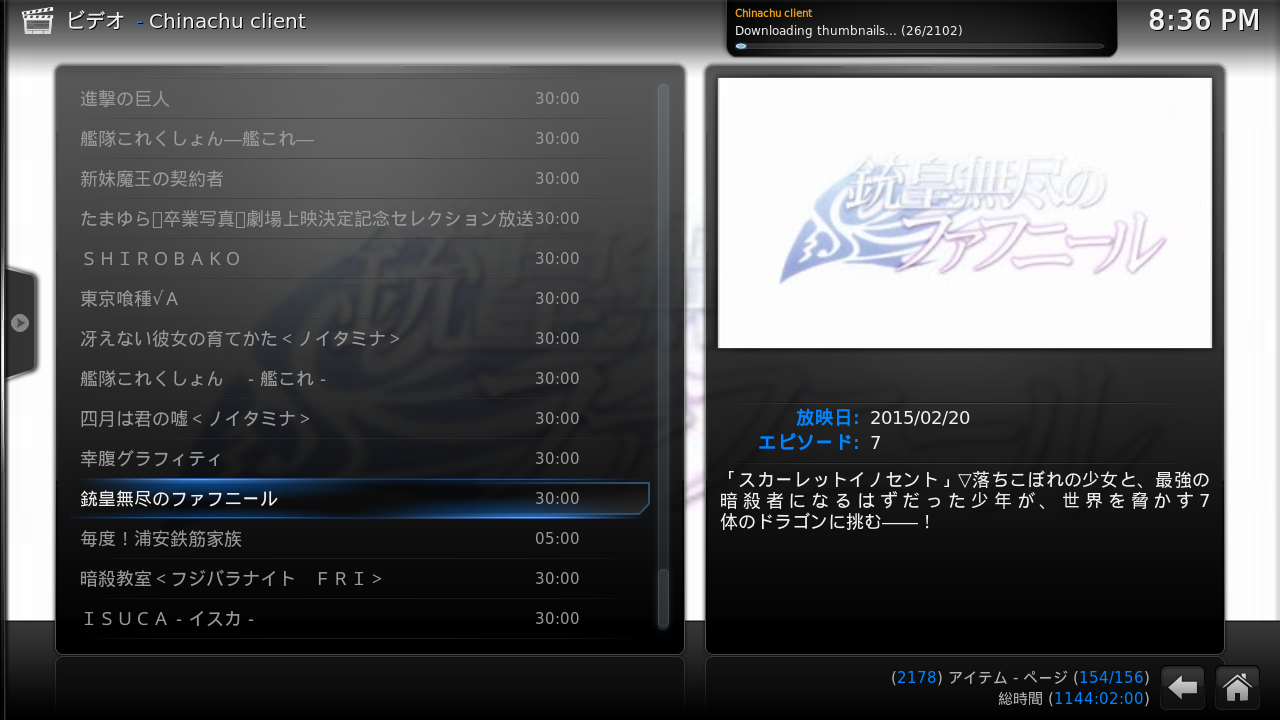 ビデオ - Chinachu client
Chinachu client
Downloading thumbnails... (26/2102)
8:36 PM
進撃の巨人 30:00
艦隊これくしょん―艦これ― 30:00
新妹魔王の契約者 30:00
たまゆら▯卒業写真▯劇場上映決定記念セレクション放送 30:00
ＳＨＩＲＯＢＡＫＯ 30:00
東京喰種√Ａ 30:00
冴えない彼女の育てかた＜ノイタミナ＞ 30:00
艦隊これくしょん　‐艦これ‐ 30:00
四月は君の嘘＜ノイタミナ＞ 30:00
幸腹グラフィティ 30:00
銃皇無尽のファフニール 30:00
毎度！浦安鉄筋家族 05:00
暗殺教室＜フジバラナイト　ＦＲＩ＞ 30:00
ＩＳＵＣＡ‐イスカ‐ 30:00
銃皇無尽の
ファフニール
放映日: 2015/02/20
エピソード: 7
「スカーレットイノセント」▽落ちこぼれの少女と、最強の
暗殺者になるはずだった少年が、世界を脅かす7
体のドラゴンに挑む――！
(2178) アイテム - ページ (154/156)
総時間 (1144:02:00)